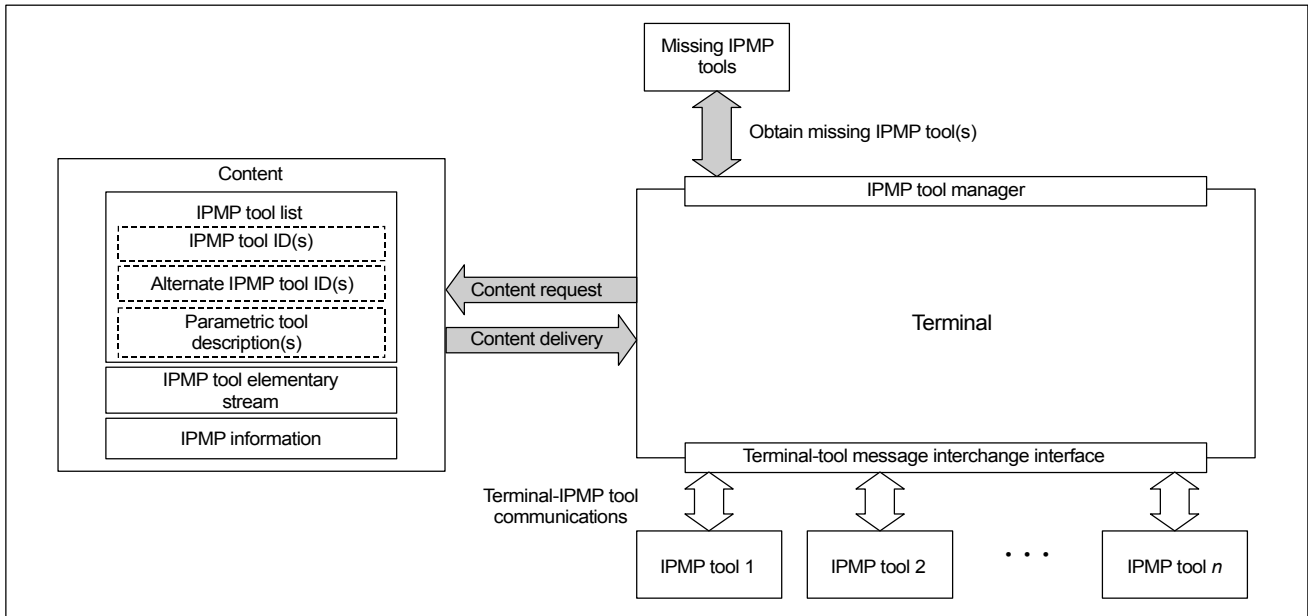 Missing IPMP
tools
Obtain missing IPMP tool(s)
Content
IPMP tool list
IPMP tool ID(s)
Alternate IPMP tool ID(s)
Parametric tool
description(s)
IPMP tool elementary
stream
IPMP information
Content request
Content delivery
IPMP tool manager
Terminal
Terminal-tool message interchange interface
Terminal-IPMP tool
communications
IPMP tool 1
IPMP tool 2
. . .
IPMP tool n